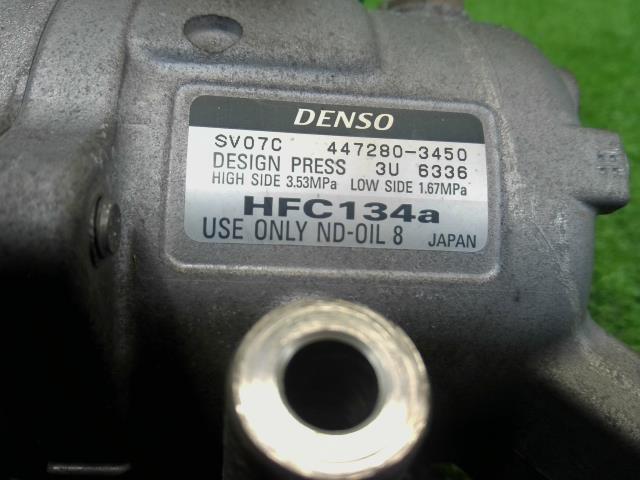 DENSO
SV07C 447280-3450
DESIGN PRESS 3U 6336
HIGH SIDE 3.53MPa LOW SIDE 1.67MPa
HFC134a
USE ONLY ND-OIL 8 JAPAN